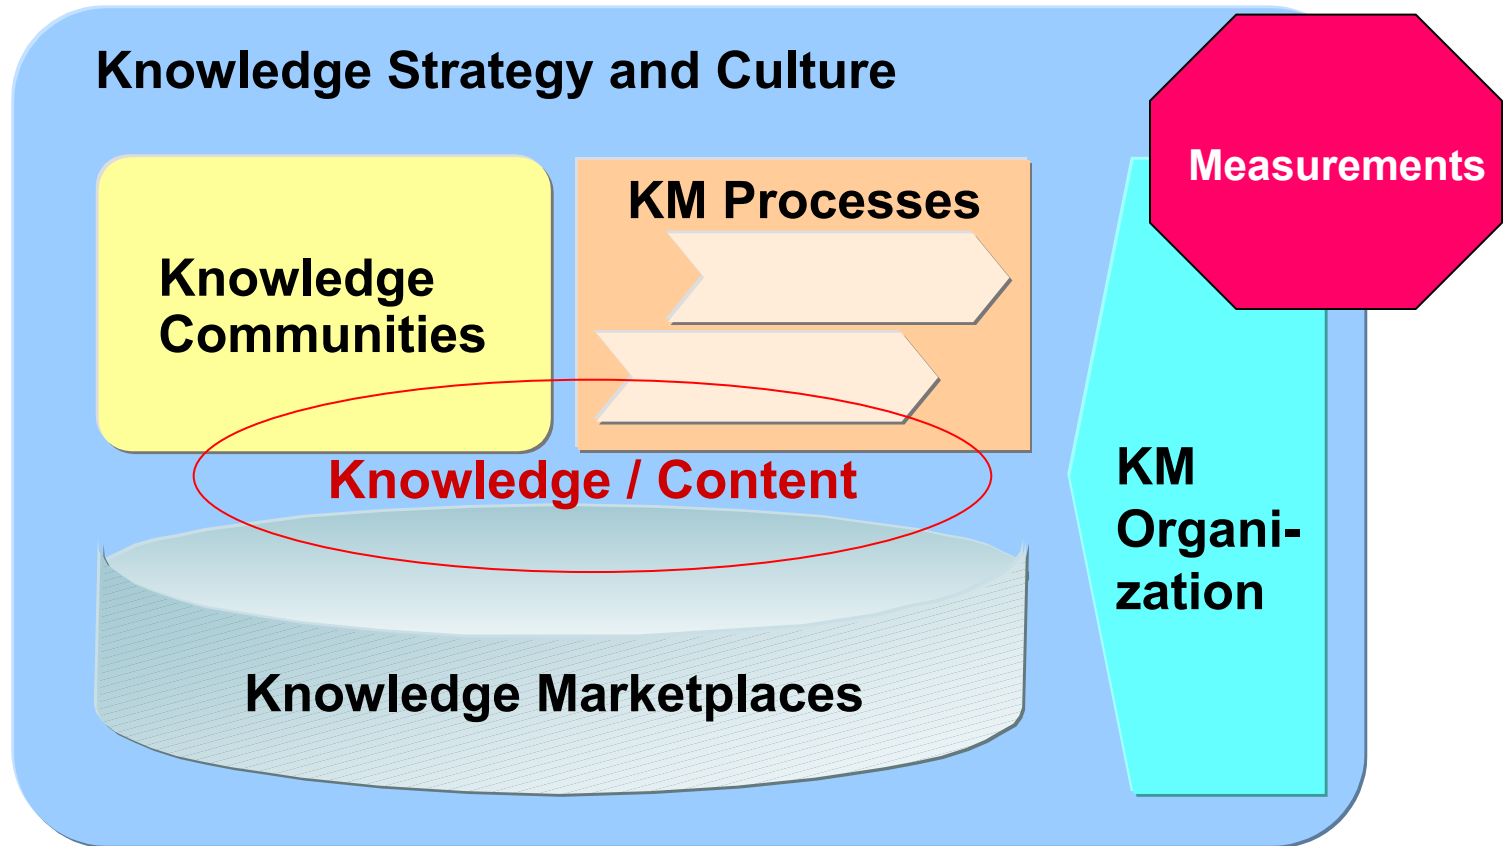 Knowledge Strategy and Culture
Measurements
KM Processes
Knowledge
Communities
Knowledge / Content
KM
Organi-
zation
Knowledge Marketplaces